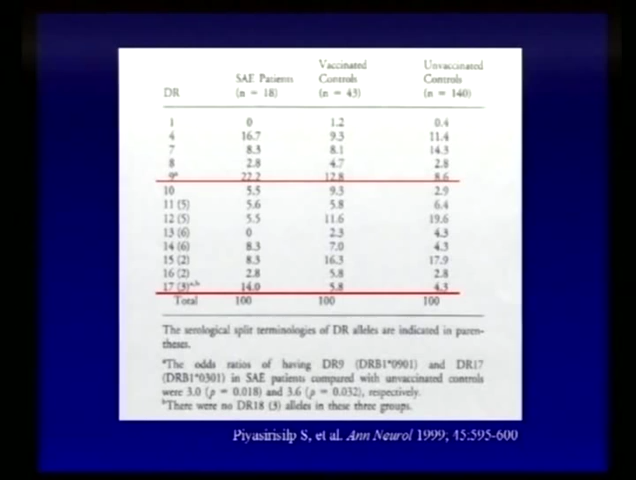 Vaccinated Unvaccinated
SAE Patients Controls Controls
DR (n = 18) (n = 43) (n = 140)
1 0 1.2 0.4
4 16.7 9.3 11.4
7 8.3 8.1 14.3
8 2.8 4.7 2.8
9ᵃ 22.2 12.8 8.6
10 5.5 9.3 2.9
11 (5) 5.6 5.8 6.4
12 (5) 5.5 11.6 19.6
13 (6) 0 2.3 4.3
14 (6) 8.3 7.0 4.3
15 (2) 8.3 16.3 17.9
16 (2) 2.8 5.8 2.8
17 (3)ᵃ,ᵇ 14.0 5.8 4.3
Total 100 100 100
The serological split terminologies of DR alleles are indicated in paren-
theses.
ᵃThe odds ratios of having DR9 (DRB1*0901) and DR17
(DRB1*0301) in SAE patients compared with unvaccinated controls
were 3.0 (p = 0.018) and 3.6 (p = 0.032), respectively.
ᵇThere were no DR18 (3) alleles in these three groups.
Piyasirisilp S, et al. Ann Neurol 1999; 45:595-600